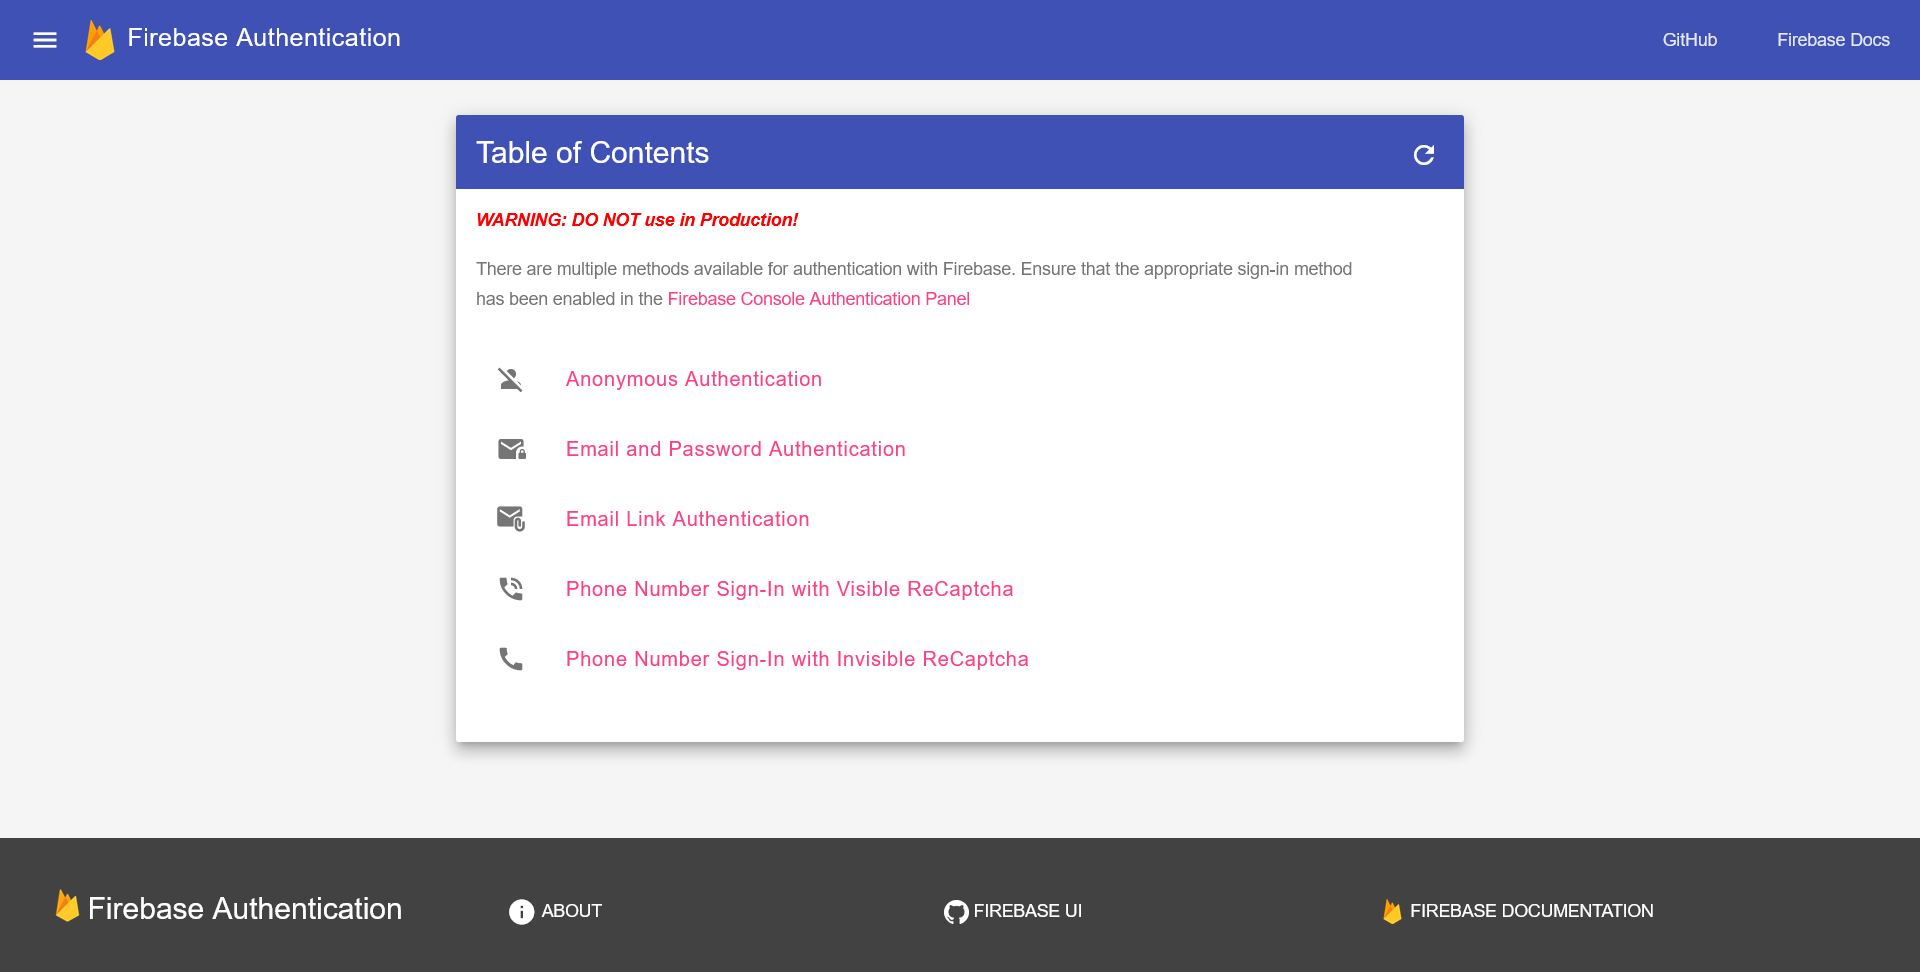 Firebase Authentication
GitHub
Firebase Docs
Table of Contents
WARNING: DO NOT use in Production!
There are multiple methods available for authentication with Firebase. Ensure that the appropriate sign-in method
has been enabled in the Firebase Console Authentication Panel
Anonymous Authentication
Email and Password Authentication
Email Link Authentication
Phone Number Sign-In with Visible ReCaptcha
Phone Number Sign-In with Invisible ReCaptcha
Firebase Authentication
ABOUT
FIREBASE UI
FIREBASE DOCUMENTATION